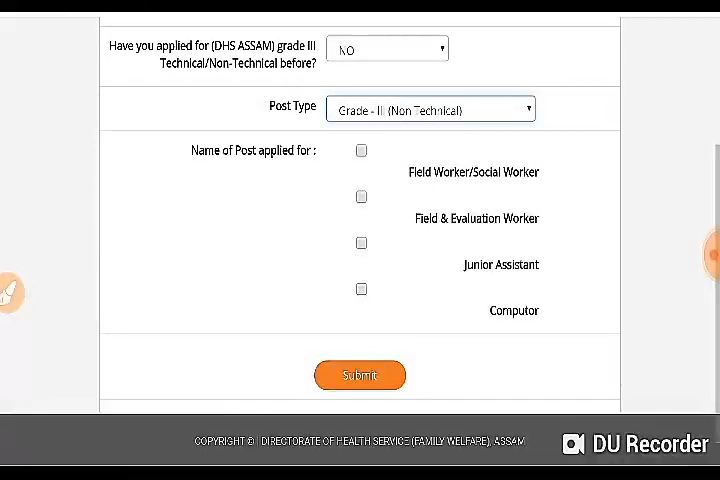 Have you applied for (DHS ASSAM) grade III
Technical/Non-Technical before?
NO
Post Type
Grade - III (Non Technical)
Name of Post applied for :
Field Worker/Social Worker
Field & Evaluation Worker
Junior Assistant
Computor
Submit
COPYRIGHT © | DIRECTORATE OF HEALTH SERVICE (FAMILY WELFARE), ASSAM
DU Recorder